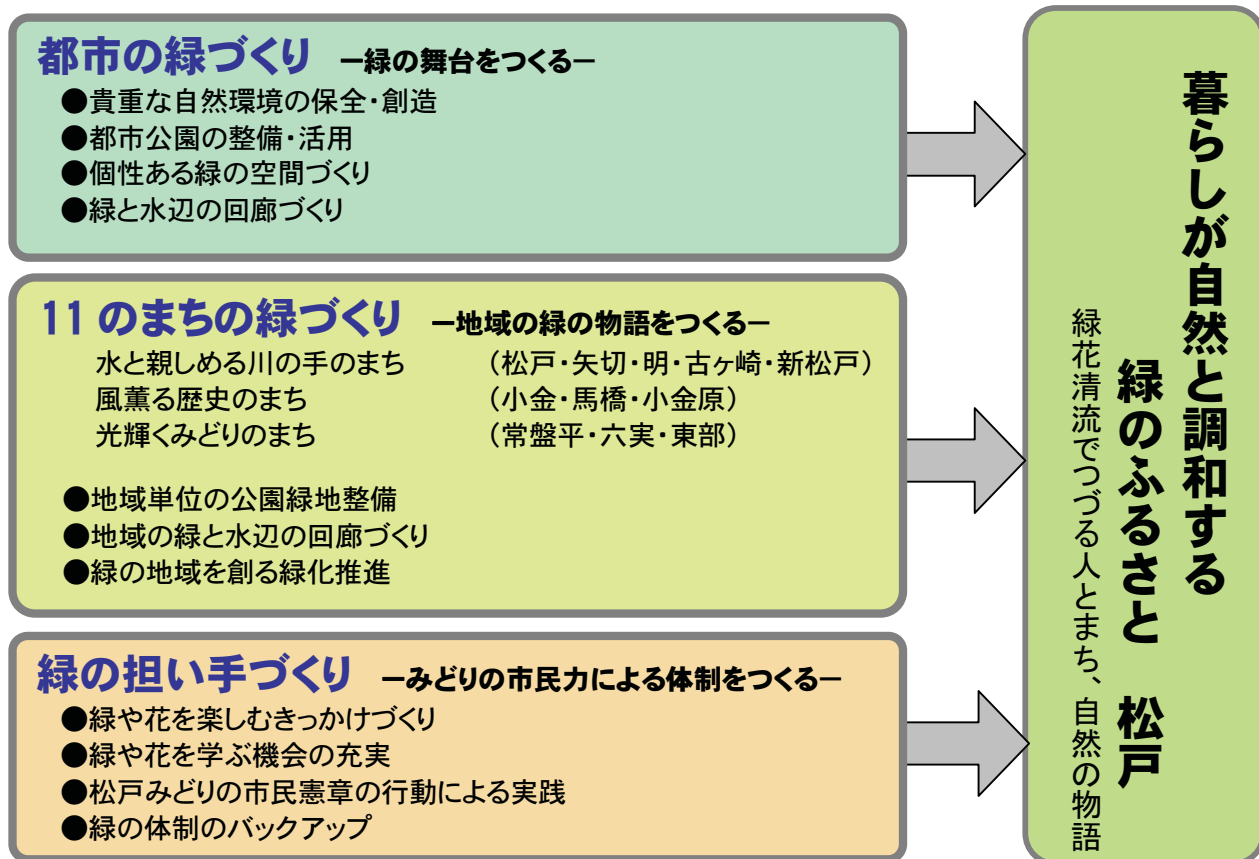 都市の緑づくり －緑の舞台をつくる－
●貴重な自然環境の保全・創造
●都市公園の整備・活用
●個性ある緑の空間づくり
●緑と水辺の回廊づくり
11のまちの緑づくり －地域の緑の物語をつくる－
水と親しめる川の手のまち （松戸・矢切・明・古ヶ崎・新松戸）
風薫る歴史のまち （小金・馬橋・小金原）
光輝くみどりのまち （常盤平・六実・東部）
●地域単位の公園緑地整備
●地域の緑と水辺の回廊づくり
●緑の地域を創る緑化推進
緑の担い手づくり －みどりの市民力による体制をつくる－
●緑や花を楽しむきっかけづくり
●緑や花を学ぶ機会の充実
●松戸みどりの市民憲章の行動による実践
●緑の体制のバックアップ
暮らしが自然と調和する
緑のふるさと 松戸
緑花清流でつづる人とまち、自然の物語